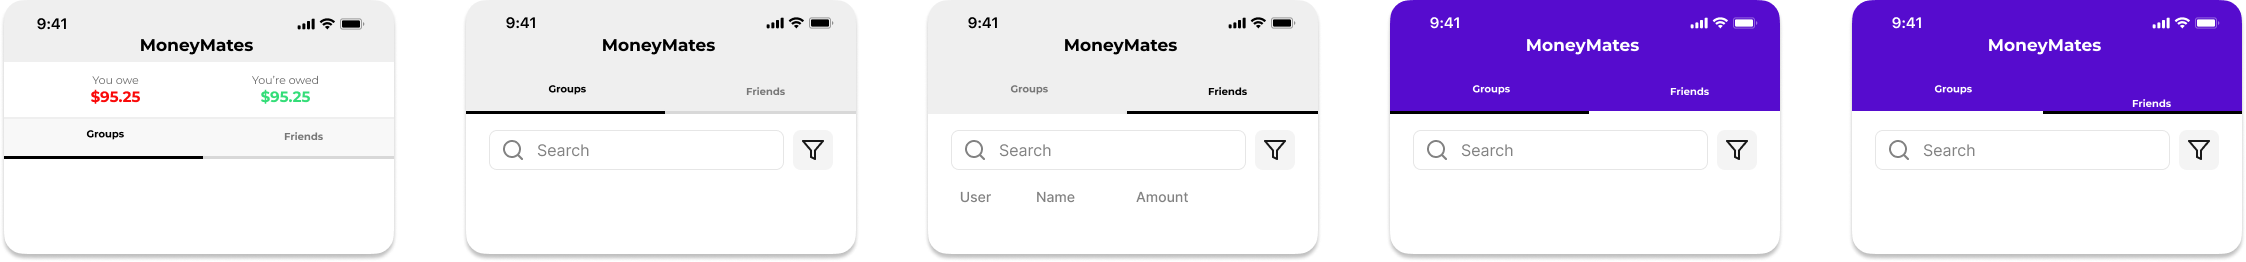 9:41
MoneyMates
You owe
You're owed
$95.25
$95.25
Groups
Friends
9:41
MoneyMates
Groups
Friends
Search
9:41
MoneyMates
Groups
Friends
Search
User Name Amount
9:41
MoneyMates
Groups
Friends
Search
9:41
MoneyMates
Groups
Friends
Search